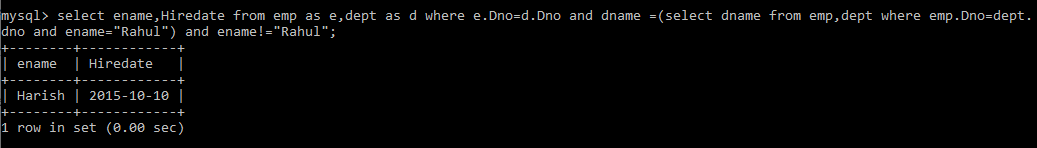 mysql> select ename,Hiredate from emp as e,dept as d where e.Dno=d.Dno and dname =(select dname from emp,dept where emp.Dno=dept.
dno and ename="Rahul") and ename!="Rahul";
+--------+------------+
| ename  | Hiredate   |
+--------+------------+
| Harish | 2015-10-10 |
+--------+------------+
1 row in set (0.00 sec)